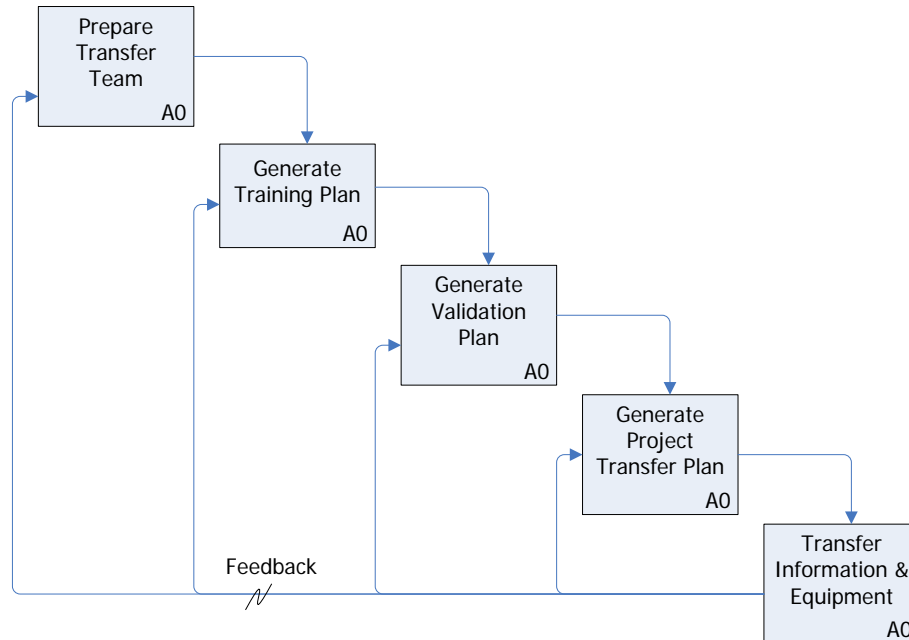 Prepare
Transfer
Team
A0
Generate
Training Plan
A0
Generate
Validation
Plan
A0
Generate
Project
Transfer Plan
A0
Transfer
Information &
Equipment
A0
Feedback